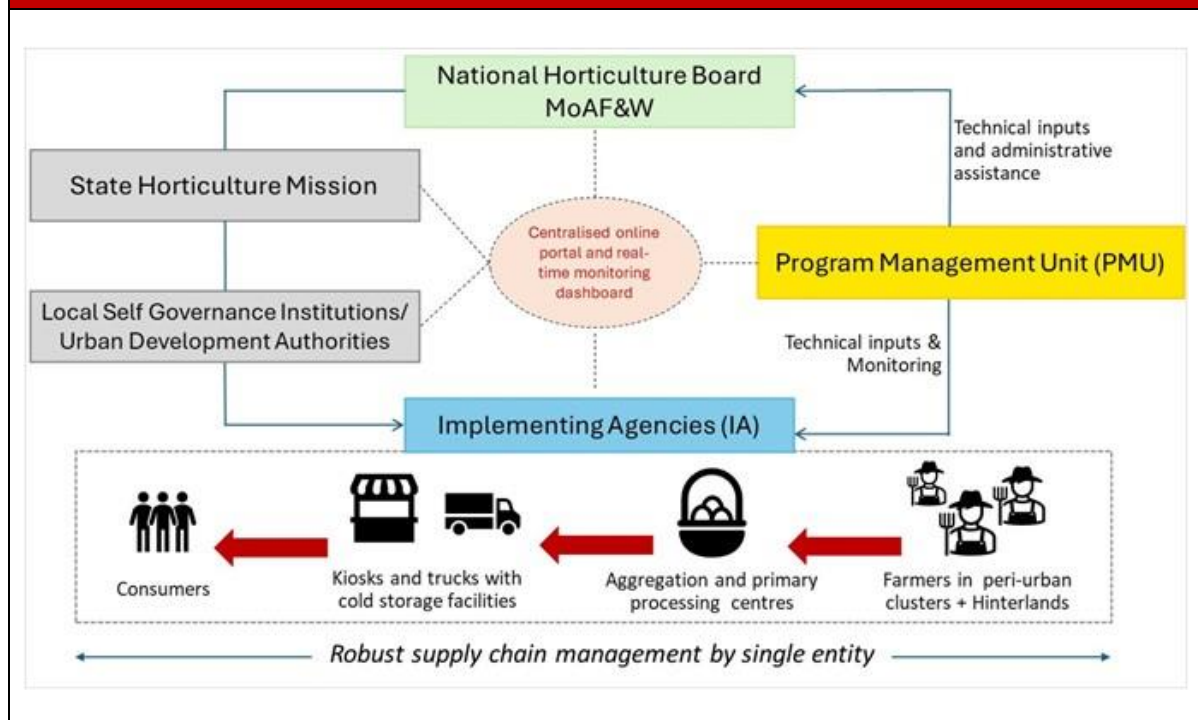 National Horticulture Board
MoAF&W
Technical inputs
and administrative
assistance
State Horticulture Mission
Centralised online
portal and real-
time monitoring
dashboard
Program Management Unit (PMU)
Local Self Governance Institutions/
Urban Development Authorities
Technical inputs &
Monitoring
Implementing Agencies (IA)
Consumers
Kiosks and trucks with
cold storage facilities
Aggregation and primary
processing centres
Farmers in peri-urban
clusters + Hinterlands
Robust supply chain management by single entity